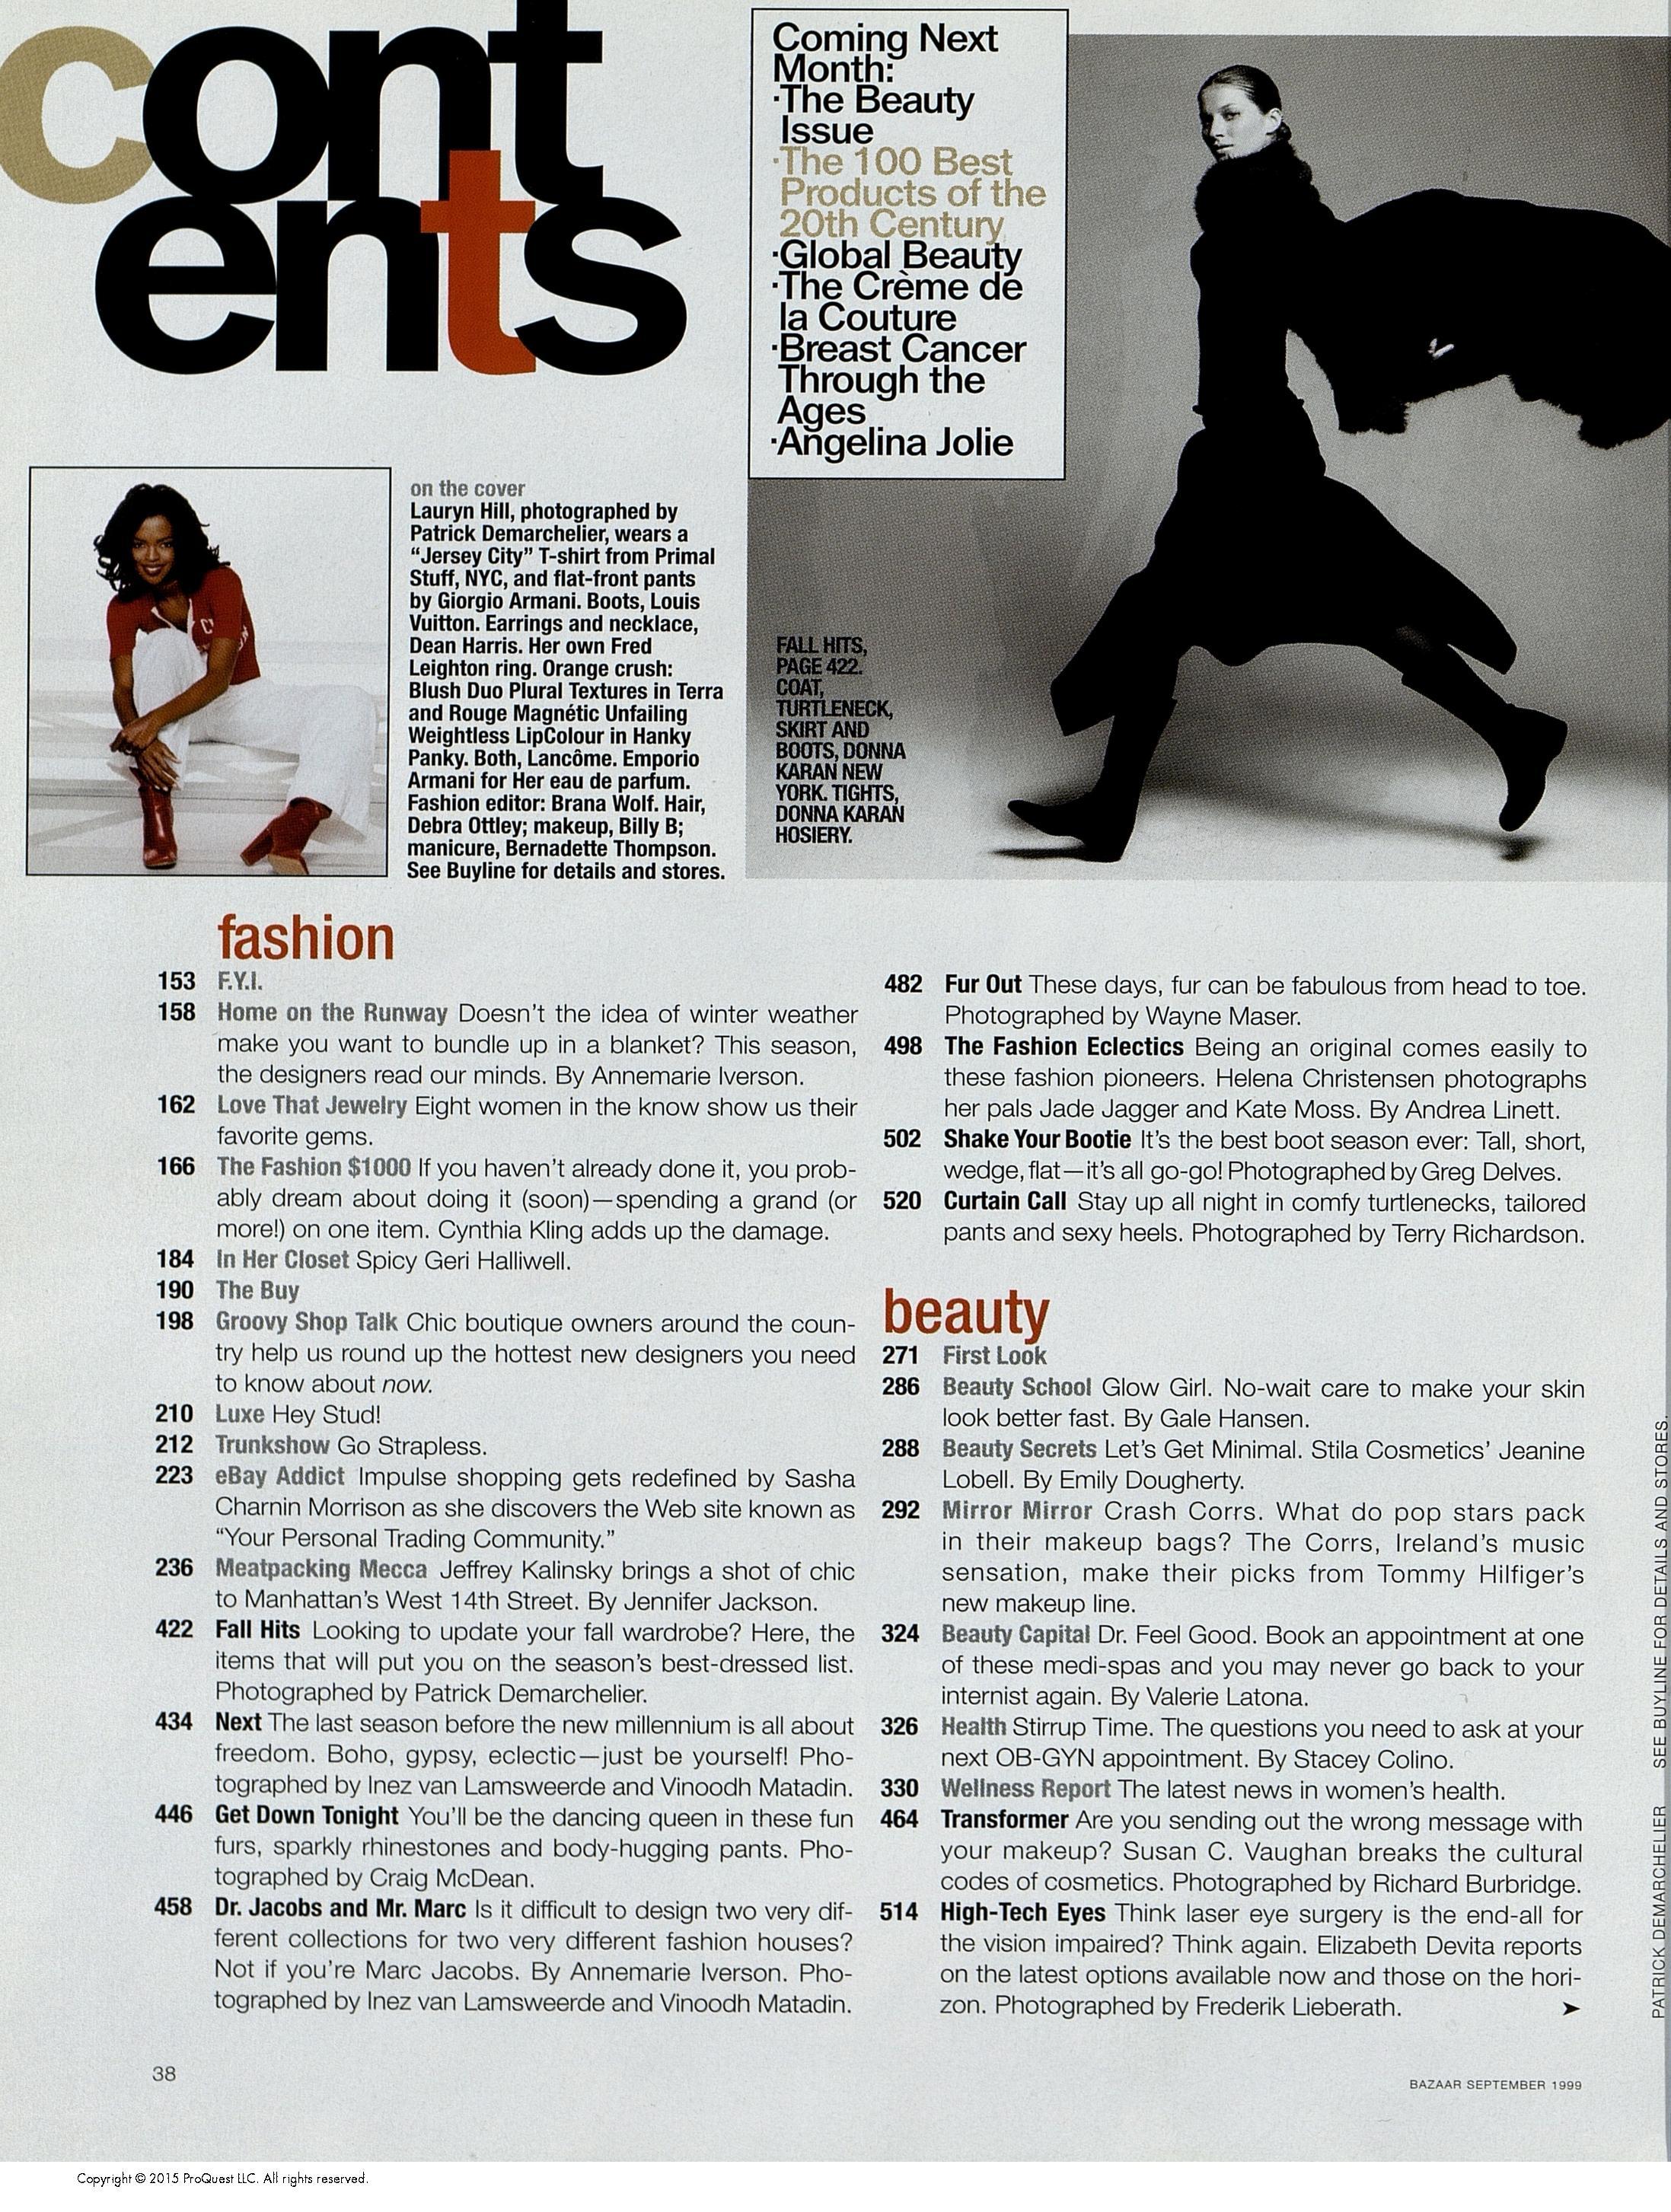 cont
ents
Coming Next
Month:
·The Beauty
Issue
·The 100 Best
Products of the
20th Century
·Global Beauty
·The Crème de
la Couture
·Breast Cancer
Through the
Ages
·Angelina Jolie
on the cover
Lauryn Hill, photographed by
Patrick Demarchelier, wears a
“Jersey City” T-shirt from Primal
Stuff, NYC, and flat-front pants
by Giorgio Armani. Boots, Louis
Vuitton. Earrings and necklace,
Dean Harris. Her own Fred
Leighton ring. Orange crush:
Blush Duo Plural Textures in Terra
and Rouge Magnétic Unfailing
Weightless LipColour in Hanky
Panky. Both, Lancôme. Emporio
Armani for Her eau de parfum.
Fashion editor: Brana Wolf. Hair,
Debra Ottley; makeup, Billy B;
manicure, Bernadette Thompson.
See Buyline for details and stores.
FALL HITS,
PAGE 422.
COAT,
TURTLENECK,
SKIRT AND
BOOTS, DONNA
KARAN NEW
YORK. TIGHTS,
DONNA KARAN
HOSIERY.
fashion
153 F.Y.I.
158 Home on the Runway Doesn’t the idea of winter weather
make you want to bundle up in a blanket? This season,
the designers read our minds. By Annemarie Iverson.
162 Love That Jewelry Eight women in the know show us their
favorite gems.
166 The Fashion $1000 If you haven’t already done it, you prob-
ably dream about doing it (soon)—spending a grand (or
more!) on one item. Cynthia Kling adds up the damage.
184 In Her Closet Spicy Geri Halliwell.
190 The Buy
198 Groovy Shop Talk Chic boutique owners around the coun-
try help us round up the hottest new designers you need
to know about now.
210 Luxe Hey Stud!
212 Trunkshow Go Strapless.
223 eBay Addict Impulse shopping gets redefined by Sasha
Charnin Morrison as she discovers the Web site known as
“Your Personal Trading Community.”
236 Meatpacking Mecca Jeffrey Kalinsky brings a shot of chic
to Manhattan’s West 14th Street. By Jennifer Jackson.
422 Fall Hits Looking to update your fall wardrobe? Here, the
items that will put you on the season’s best-dressed list.
Photographed by Patrick Demarchelier.
434 Next The last season before the new millennium is all about
freedom. Boho, gypsy, eclectic—just be yourself! Pho-
tographed by Inez van Lamsweerde and Vinoodh Matadin.
446 Get Down Tonight You’ll be the dancing queen in these fun
furs, sparkly rhinestones and body-hugging pants. Pho-
tographed by Craig McDean.
458 Dr. Jacobs and Mr. Marc Is it difficult to design two very dif-
ferent collections for two very different fashion houses?
Not if you’re Marc Jacobs. By Annemarie Iverson. Pho-
tographed by Inez van Lamsweerde and Vinoodh Matadin.
482 Fur Out These days, fur can be fabulous from head to toe.
Photographed by Wayne Maser.
498 The Fashion Eclectics Being an original comes easily to
these fashion pioneers. Helena Christensen photographs
her pals Jade Jagger and Kate Moss. By Andrea Linett.
502 Shake Your Bootie It’s the best boot season ever: Tall, short,
wedge, flat—it’s all go-go! Photographed by Greg Delves.
520 Curtain Call Stay up all night in comfy turtlenecks, tailored
pants and sexy heels. Photographed by Terry Richardson.
beauty
271 First Look
286 Beauty School Glow Girl. No-wait care to make your skin
look better fast. By Gale Hansen.
288 Beauty Secrets Let’s Get Minimal. Stila Cosmetics’ Jeanine
Lobell. By Emily Dougherty.
292 Mirror Mirror Crash Corrs. What do pop stars pack
in their makeup bags? The Corrs, Ireland’s music
sensation, make their picks from Tommy Hilfiger’s
new makeup line.
324 Beauty Capital Dr. Feel Good. Book an appointment at one
of these medi-spas and you may never go back to your
internist again. By Valerie Latona.
326 Health Stirrup Time. The questions you need to ask at your
next OB-GYN appointment. By Stacey Colino.
330 Wellness Report The latest news in women’s health.
464 Transformer Are you sending out the wrong message with
your makeup? Susan C. Vaughan breaks the cultural
codes of cosmetics. Photographed by Richard Burbridge.
514 High-Tech Eyes Think laser eye surgery is the end-all for
the vision impaired? Think again. Elizabeth Devita reports
on the latest options available now and those on the hori-
zon. Photographed by Frederik Lieberath. ➤
PATRICK DEMARCHELIER SEE BUYLINE FOR DETAILS AND STORES.
38
BAZAAR SEPTEMBER 1999
Copyright © 2015 ProQuest LLC. All rights reserved.